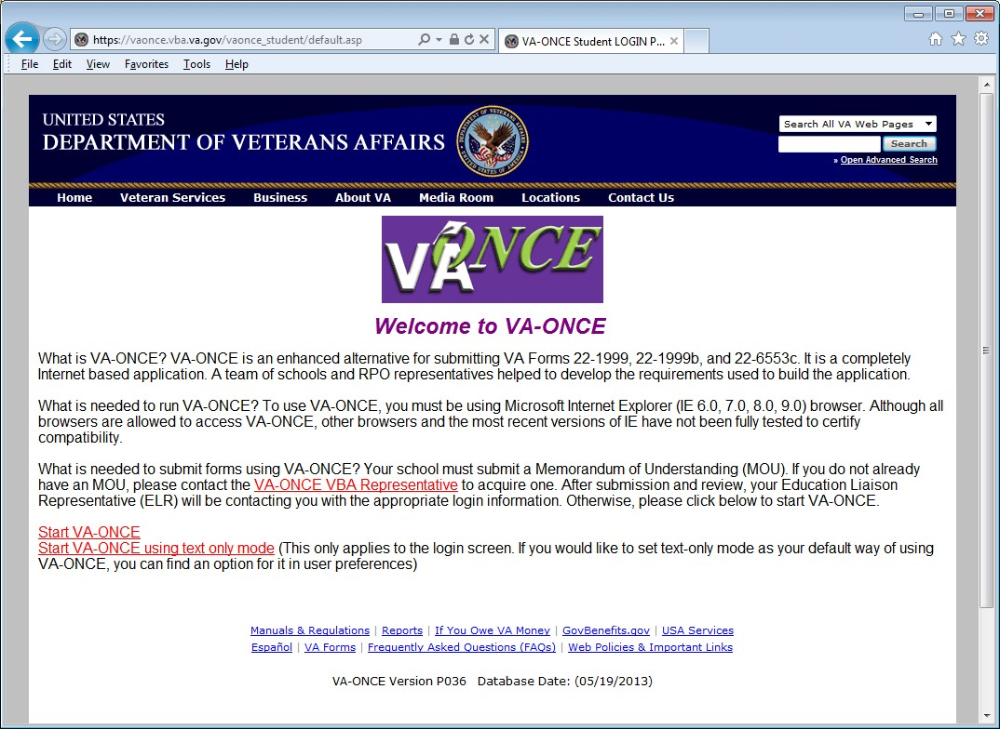 https://vaonce.vba.va.gov/vaonce_student/default.asp
VA-ONCE Student LOGIN P...
File Edit View Favorites Tools Help
UNITED STATES
DEPARTMENT OF VETERANS AFFAIRS
Search All VA Web Pages
Search
» Open Advanced Search
Home Veteran Services Business About VA Media Room Locations Contact Us
VA ONCE
Welcome to VA-ONCE
What is VA-ONCE? VA-ONCE is an enhanced alternative for submitting VA Forms 22-1999, 22-1999b, and 22-6553c. It is a completely
Internet based application. A team of schools and RPO representatives helped to develop the requirements used to build the application.
What is needed to run VA-ONCE? To use VA-ONCE, you must be using Microsoft Internet Explorer (IE 6.0, 7.0, 8.0, 9.0) browser. Although all
browsers are allowed to access VA-ONCE, other browsers and the most recent versions of IE have not been fully tested to certify
compatibility.
What is needed to submit forms using VA-ONCE? Your school must submit a Memorandum of Understanding (MOU). If you do not already
have an MOU, please contact the VA-ONCE VBA Representative to acquire one. After submission and review, your Education Liaison
Representative (ELR) will be contacting you with the appropriate login information. Otherwise, please click below to start VA-ONCE.
Start VA-ONCE
Start VA-ONCE using text only mode (This only applies to the login screen. If you would like to set text-only mode as your default way of using
VA-ONCE, you can find an option for it in user preferences)
Manuals & Regulations | Reports | If You Owe VA Money | GovBenefits.gov | USA Services
Español | VA Forms | Frequently Asked Questions (FAQs) | Web Policies & Important Links
VA-ONCE Version P036 Database Date: (05/19/2013)